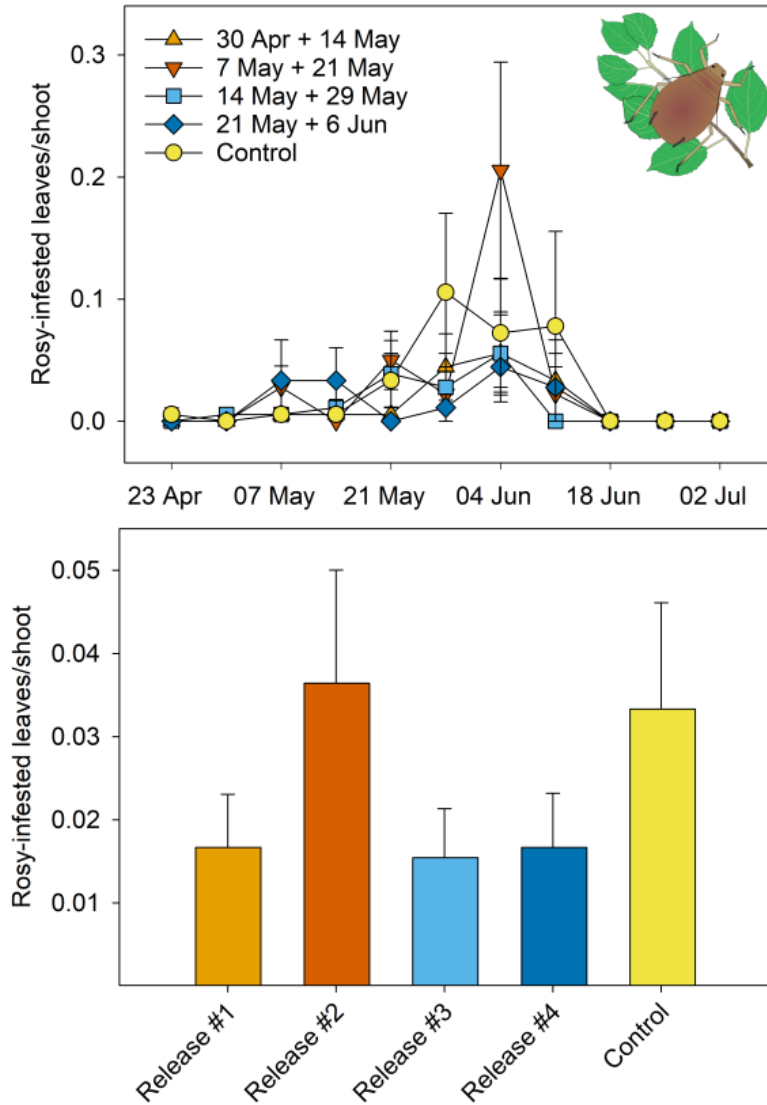 30 Apr + 14 May
7 May + 21 May
14 May + 29 May
21 May + 6 Jun
Control
Rosy-infested leaves/shoot
0.3
0.2
0.1
0.0
23 Apr 07 May 21 May 04 Jun 18 Jun 02 Jul
Rosy-infested leaves/shoot
0.05
0.04
0.03
0.02
0.01
Release #1 Release #2 Release #3 Release #4 Control